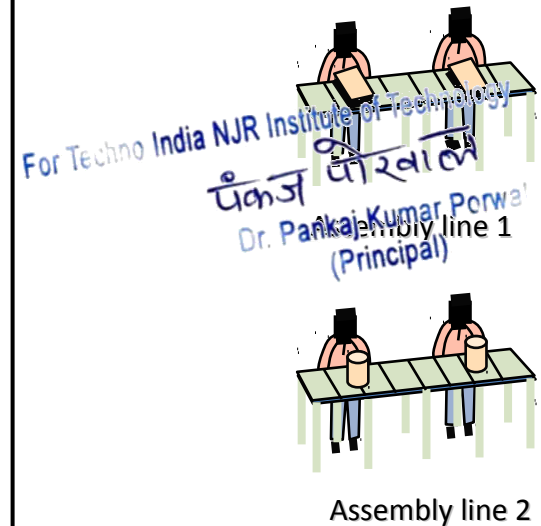 For Techno India NJR Institute of Technology
पंकज पोरवाल
Assembly line 1
Dr. Pankaj Kumar Porwal
(Principal)
Assembly line 2